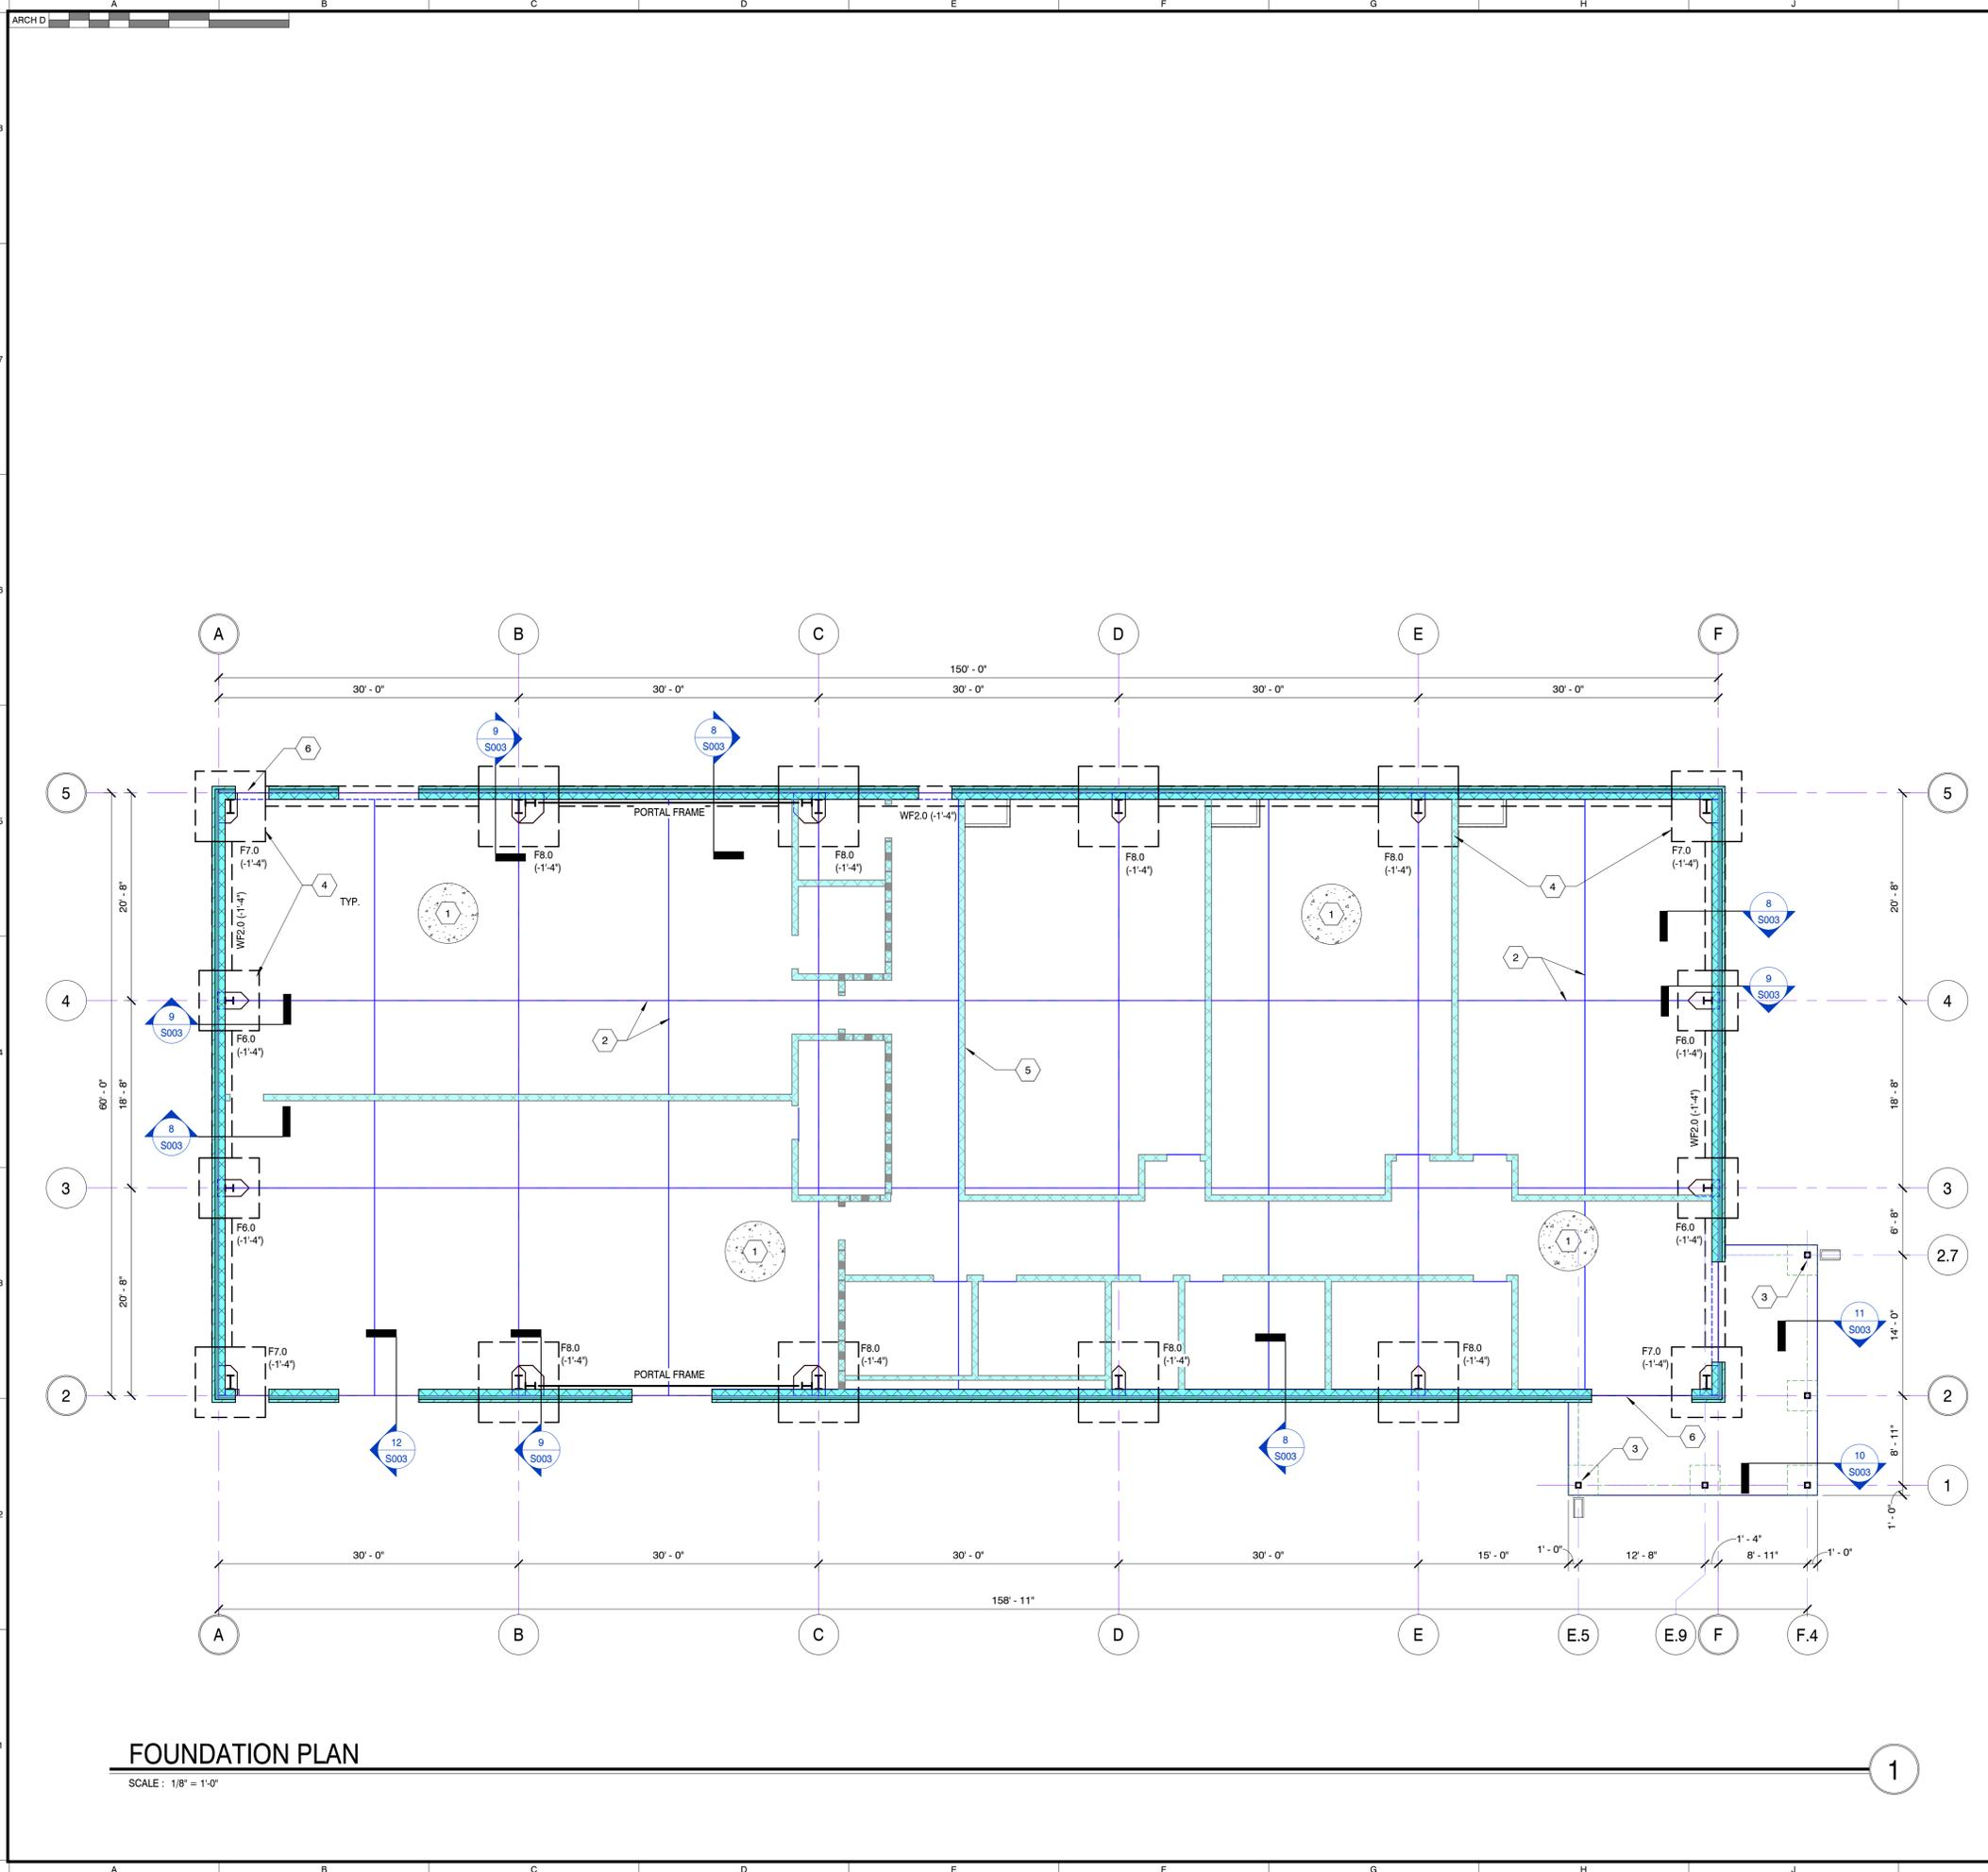 A B C D E F G H J
ARCH D
8
7
6
5
4
3
2
1
A B C D E F
150' - 0"
30' - 0" 30' - 0" 30' - 0" 30' - 0" 30' - 0"
9
S003
8
S003
6
5
5
PORTAL FRAME
WF2.0 (-1'-4")
F7.0
(-1'-4")
F8.0
(-1'-4")
F8.0
(-1'-4")
F8.0
(-1'-4")
F8.0
(-1'-4")
F7.0
(-1'-4")
4
TYP.
4
1
1
20' - 8"
WF2.0 (-1'-4")
8
S003
20' - 8"
2
9
S003
4
4
9
S003
F6.0
(-1'-4")
2
F6.0
(-1'-4")
5
60' - 0"
18' - 8"
18' - 8"
WF2.0 (-1'-4")
8
S003
3
3
F6.0
(-1'-4")
1
1
F6.0
(-1'-4")
6' - 8"
2.7
3
20' - 8"
11
S003
14' - 0"
F7.0
(-1'-4")
F8.0
(-1'-4")
F8.0
(-1'-4")
F8.0
(-1'-4")
F8.0
(-1'-4")
F7.0
(-1'-4")
PORTAL FRAME
2
2
12
S003
9
S003
8
S003
3
6
10
S003
8' - 11"
1
1' - 0"
30' - 0" 30' - 0" 30' - 0" 30' - 0" 15' - 0" 1' - 0" 12' - 8" 1' - 4" 8' - 11" 1' - 0"
158' - 11"
A B C D E E.5 E.9 F F.4
FOUNDATION PLAN
1
SCALE : 1/8" = 1'-0"
A B C D E F G H J